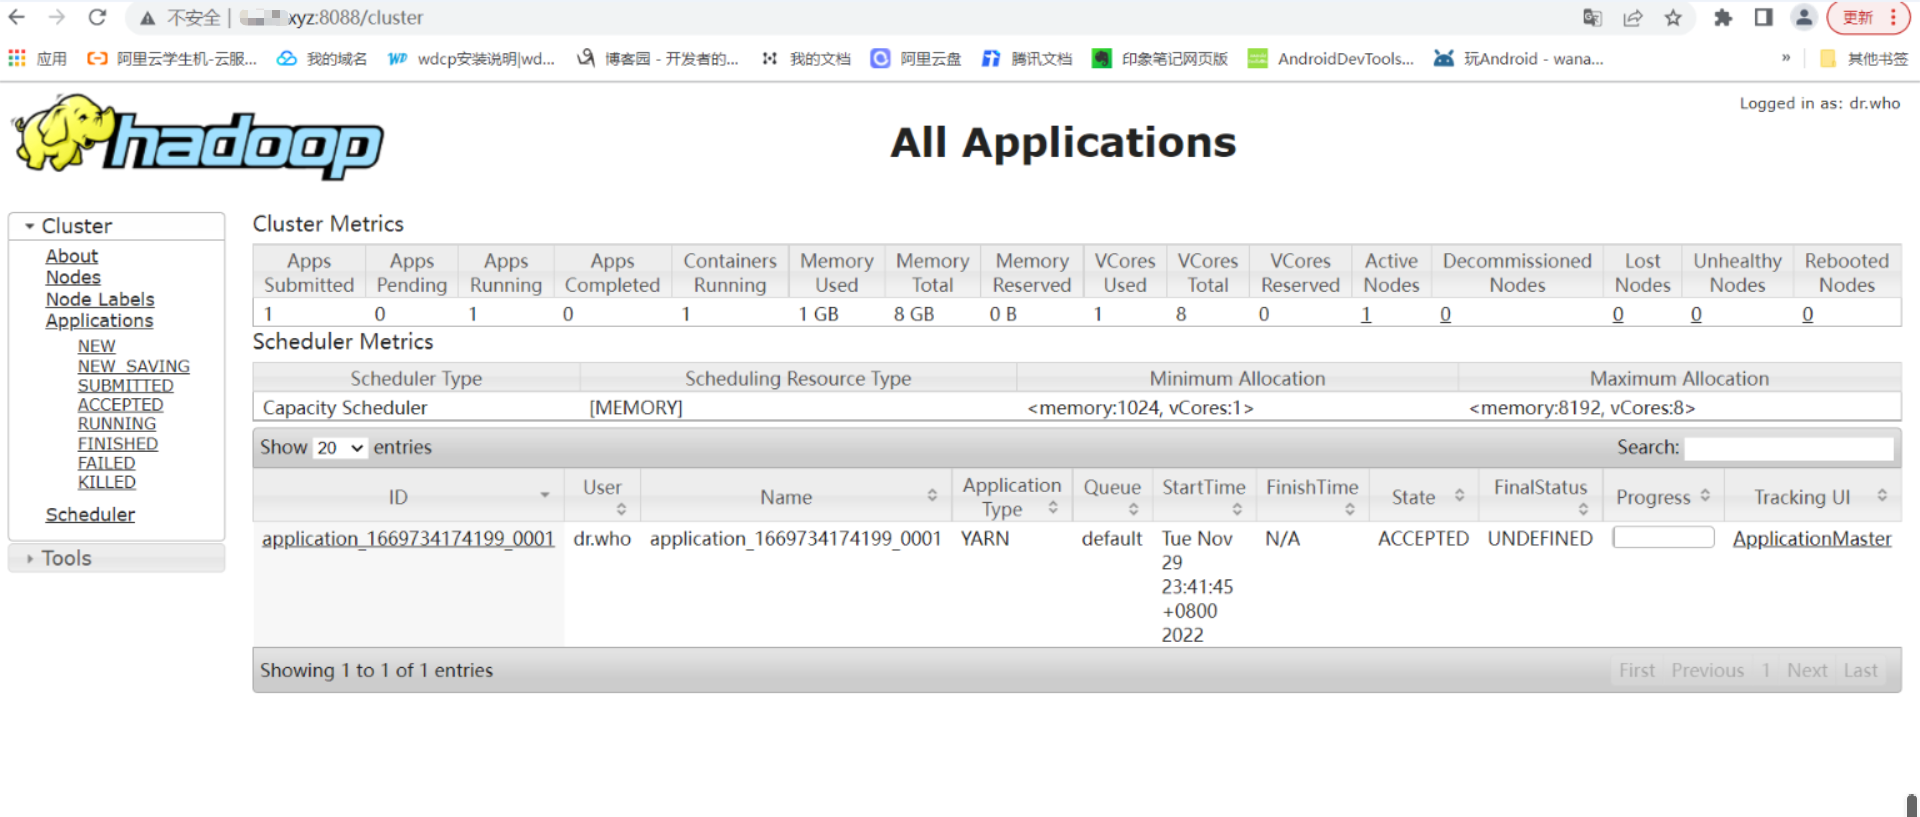 不安全 | xyz:8088/cluster
更新
应用 阿里云学生机-云服... 我的域名 wdcp安装说明|wd... 博客园 - 开发者的... 我的文档 阿里云盘 腾讯文档 印象笔记网页版 AndroidDevTools... 玩Android - wana... » 其他书签
Logged in as: dr.who
hadoop
All Applications
Cluster
About
Nodes
Node Labels
Applications
NEW
NEW_SAVING
SUBMITTED
ACCEPTED
RUNNING
FINISHED
FAILED
KILLED
Scheduler
Tools
Cluster Metrics
Apps Submitted Apps Pending Apps Running Apps Completed Containers Running Memory Used Memory Total Memory Reserved VCores Used VCores Total VCores Reserved Active Nodes Decommissioned Nodes Lost Nodes Unhealthy Nodes Rebooted Nodes
1 0 1 0 1 1 GB 8 GB 0 B 1 8 0 1 0 0 0 0
Scheduler Metrics
Scheduler Type Scheduling Resource Type Minimum Allocation Maximum Allocation
Capacity Scheduler [MEMORY] <memory:1024, vCores:1> <memory:8192, vCores:8>
Show 20 entries Search:
ID User Name Application Type Queue StartTime FinishTime State FinalStatus Progress Tracking UI
application_1669734174199_0001 dr.who application_1669734174199_0001 YARN default Tue Nov N/A ACCEPTED UNDEFINED ApplicationMaster
29
23:41:45
+0800
2022
Showing 1 to 1 of 1 entries First Previous 1 Next Last